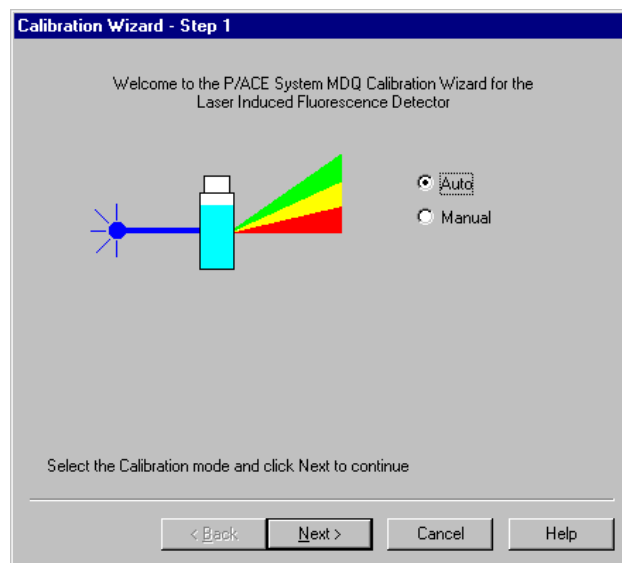 Calibration Wizard - Step 1
Welcome to the P/ACE System MDQ Calibration Wizard for the
Laser Induced Fluorescence Detector
Auto
Manual
Select the Calibration mode and click Next to continue
< Back
Next >
Cancel
Help